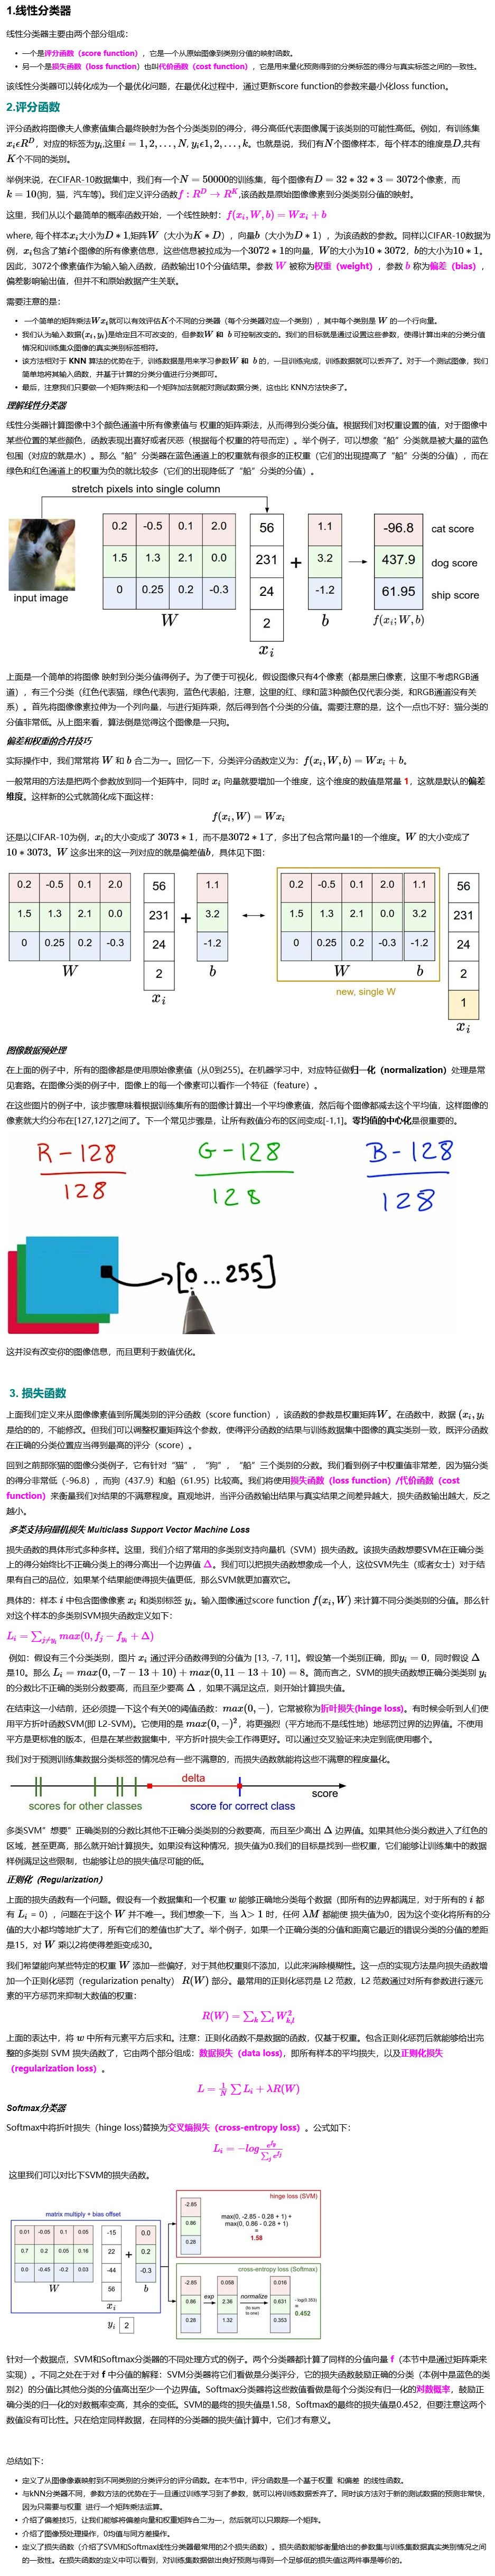 1.线性分类器
线性分类器主要由两个部分组成：
• 一个是评分函数（score function），它是一个从原始图像到类别分值的映射函数。
• 另一个是损失函数（loss function）也叫代价函数（cost function），它是用来量化预测得到的分类标签的得分与真实标签之间的一致性。
该线性分类器可以转化成为一个最优化问题，在最优化过程中，通过更新score function的参数来最小化loss function。
2.评分函数
评分函数将图像夫人像素值集合最终映射为各个分类类别的得分，得分高低代表图像属于该类别的可能性高低。例如，有训练集
xᵢϵR^D，对应的标签为yᵢ,这里i = 1, 2, . . . , N, yᵢϵ1, 2, . . . , k。也就是说，我们有N个图像样本，每个样本的维度是D,共有
K个不同的类别。
举例来说，在CIFAR-10数据集中，我们有一个N = 50000的训练集，每个图像有D = 32 * 32 * 3 = 3072个像素，而
k = 10(狗，猫，汽车等)。我们定义评分函数f : R^D → R^K,该函数是原始图像像素到分类类别分值的映射。
这里，我们从以个最简单的概率函数开始，一个线性映射：f(xᵢ, W, b) = Wxᵢ + b
where, 每个样本xᵢ大小为D * 1,矩阵W（大小为K * D），向量b（大小为D * 1），为该函数的参数。同样以CIFAR-10数据为
例，xᵢ包含了第i个图像的所有像素信息，这些信息被拉成为一个3072 * 1的向量，W的大小为10 * 3072，b的大小为10 * 1。
因此，3072个像素值作为输入输入函数，函数输出10个分值结果。参数 W 被称为权重（weight），参数 b 称为偏差（bias），
偏差影响输出值，但并不和原始数据产生关联。
需要注意的是：
• 一个简单的矩阵乘法Wxᵢ就可以有效评估K个不同的分类器（每个分类器对应一个类别），其中每个类别是 W 的一个行向量。
• 我们认为输入数据(xᵢ, yᵢ)是给定且不可改变的，但参数W 和 b 可控制改变的。我们的目标就是通过设置这些参数，使得计算出来的分类分值
情况和训练集众图像的真实类别标签相符。
• 该方法相对于 KNN 算法的优势在于，训练数据是用来学习参数W 和 b 的，一旦训练完成，训练数据就可以丢弃了。对于一个测试图像，我们
简单地将其输入函数，并基于计算的分类分值进行分类即可。
• 最后，注意我们只要做一个矩阵乘法和一个矩阵加法就能对测试数据分类，这也比 KNN方法快多了。
理解线性分类器
线性分类器计算图像中3个颜色通道中所有像素值与 权重的矩阵乘法，从而得到分类分值。根据我们对权重设置的值，对于图像中
某些位置的某些颜色，函数表现出喜好或者厌恶（根据每个权重的符号而定）。举个例子，可以想象“船”分类就是被大量的蓝色
包围（对应的就是水）。那么“船”分类器在蓝色通道上的权重就有很多的正权重（它们的出现提高了“船”分类的分值），而在
绿色和红色通道上的权重为负的就比较多（它们的出现降低了“船”分类的分值）。
stretch pixels into single column
0.2 -0.5 0.1 2.0 56 1.1 -96.8 cat score
1.5 1.3 2.1 0.0 231 + 3.2 → 437.9 dog score
0 0.25 0.2 -0.3 24 -1.2 61.95 ship score
input image W 2 b f(xᵢ; W, b)
xᵢ
上面是一个简单的将图像 映射到分类分值得例子。为了便于可视化，假设图像只有4个像素（都是黑白像素，这里不考虑RGB通
道），有三个分类（红色代表猫，绿色代表狗，蓝色代表船，注意，这里的红、绿和蓝3种颜色仅代表分类，和RGB通道没有关
系）。首先将图像像素拉伸为一个列向量，与进行矩阵乘，然后得到各个分类的分值。需要注意的是，这个一点也不好：猫分类的
分值非常低。从上图来看，算法倒是觉得这个图像是一只狗。
偏差和权重的合并技巧
实际操作中，我们常常将 W 和 b 合二为一。回忆一下，分类评分函数定义为：f(xᵢ, W, b) = Wxᵢ + b。
一般常用的方法是把两个参数放到同一个矩阵中，同时 xᵢ 向量就要增加一个维度，这个维度的数值是常量 1，这就是默认的偏差
维度。这样新的公式就简化成下面这样：
f(xᵢ, W) = Wxᵢ
还是以CIFAR-10为例，xᵢ的大小变成了 3073 * 1，而不是3072 * 1了，多出了包含常向量1的一个维度。W 的大小变成了
10 * 3073。W 这多出来的这一列对应的就是偏差值b，具体见下图：
0.2 -0.5 0.1 2.0 56 1.1 0.2 -0.5 0.1 2.0 1.1 56
1.5 1.3 2.1 0.0 231 + 3.2 ↔ 1.5 1.3 2.1 0.0 3.2 231
0 0.25 0.2 -0.3 24 -1.2 0 0.25 0.2 -0.3 -1.2 24
W 2 b W b 2
xᵢ new, single W 1
xᵢ
图像数据预处理
在上面的例子中，所有的图像都是使用原始像素值（从0到255）。在机器学习中，对应特征做归一化（normalization）处理是常
见套路。在图像分类的例子中，图像上的每一个像素可以看作一个特征（feature）。
在这些图片的例子中，该步骤意味着根据训练集所有的图像计算出一个平均像素值，然后每个图像都减去这个平均值，这样图像的
像素就大约分布在[127,127]之间了。下一个常见步骤是，让所有数值分布的区间变成[-1,1]。零均值的中心化是很重要的。
R - 128 G - 128 B - 128
128 128 128
[0 ... 255]
这并没有改变你的图像信息，而且更利于数值优化。
3. 损失函数
上面我们定义来从图像像素值到所属类别的评分函数（score function），该函数的参数是权重矩阵W。在函数中，数据 (xᵢ, yᵢ
是给的的，不能修改。但我们可以调整权重矩阵这个参数，使得评分函数的结果与训练数据集中图像的真实类别一致，既评分函数
在正确的分类位置应当得到最高的评分（score）。
回到之前那张猫的图像分类例子，它有针对“猫”，“狗”，“船”三个类别的分数。我们看到例子中权重值非常差，因为猫分类
的得分非常低（-96.8），而狗（437.9）和船（61.95）比较高。我们将使用损失函数（loss function）/代价函数（cost
function）来衡量我们对结果的不满意程度。直观地讲，当评分函数输出结果与真实结果之间差异越大，损失函数输出越大，反之
越小。
多类支持向量机损失 Multiclass Support Vector Machine Loss
损失函数的具体形式多种多样。这里，我们介绍了常用的多类别支持向量机（SVM）损失函数。该损失函数想要SVM在正确分类
上的得分始终比不正确分类上的得分高出一个边界值 Δ。我们可以把损失函数想象成一个人，这位SVM先生（或者女士）对于结
果有自己的品位，如果某个结果能使得损失值更低，那么SVM就更加喜欢它。
具体的：样本 i 中包含图像像素 xᵢ 和类别标签 yᵢ。输入图像通过score function f(xᵢ, W) 来计算不同分类类别的分值。那么针
对这个样本的多类别SVM损失函数定义如下：
Lᵢ = ∑_{j≠yᵢ} max(0, f_j − f_{yᵢ} + Δ)
例如：假设有三个分类类别，图片 xᵢ 通过评分函数得到的分值为 [13, -7, 11]。假设第一个类别正确，即yᵢ = 0，同时假设 Δ
是10。那么 Lᵢ = max(0, −7 − 13 + 10) + max(0, 11 − 13 + 10) = 8。简而言之，SVM的损失函数想正确分类类别 yᵢ
的分数比不正确的类别分数要高，而且至少要高 Δ ，如果不满足这点，则开始计算损失值。
在结束这一小结前，还必须提一下这个有关0的阈值函数：max(0, −)，它常被称为折叶损失(hinge loss)。有时候会听到人们使
用平方折叶函数SVM(即 L2-SVM)。它使用的是 max(0, −)²，将更强烈（平方地而不是线性地）地惩罚过界的边界值。不使用
平方是更标准的版本，但是在某些数据集中，平方折叶损失会工作得更好。可以通过交叉验证来决定到底使用哪个。
我们对于预测训练集数据分类标签的情况总有一些不满意的，而损失函数就能将这些不满意的程度量化。
delta
score
scores for other classes score for correct class
多类SVM”想要”正确类别的分数比其他不正确分类类别的分数要高，而且至少高出 Δ 边界值。如果其他分类分数进入了红色的
区域，甚至更高，那么就开始计算损失。如果没有这种情况，损失值为0.我们的目标是找到一些权重，它们能够让训练集中的数据
样例满足这些限制，也能够让总的损失值尽可能的低。
正则化（Regularization）
上面的损失函数有一个问题。假设有一个数据集和一个权重 w 能够正确地分类每个数据（即所有的边界都满足，对于所有的 i 都
有 Lᵢ = 0），问题在于这个 W 并不唯一。我们想象一下，当 λ> 1 时，任何 λM 都能使 损失值为0，因为这个变化将所有的分
值的大小都均等地扩大了，所有它们的差值也扩大了。举个例子，如果一个正确分类的分值和距离它最近的错误分类的分值的差距
是15，对 W 乘以2将使得差距变成30。
我们希望能向某些特定的权重 W 添加一些偏好，对于其他权重则不添加，以此来消除模糊性。这一点的实现方法是向损失函数增
加一个正则化惩罚（regularization penalty） R(W) 部分。最常用的正则化惩罚是 L2 范数，L2 范数通过对所有参数进行逐元
素的平方惩罚来抑制大数值的权重：
R(W) = ∑ₖ ∑ₗ W²ₖ,ₗ
上面的表达中，将 w 中所有元素平方后求和。注意：正则化函数不是数据的函数，仅基于权重。包含正则化惩罚后就能够给出完
整的多类别 SVM 损失函数了，它由两个部分组成：数据损失（data loss)，即所有样本的平均损失，以及正则化损失
（regularization loss）。
L = 1/N ∑ Lᵢ + λR(W)
Softmax分类器
Softmax中将折叶损失（hinge loss)替换为交叉熵损失（cross-entropy loss）。公式如下：
这里我们可以对比下SVM的损失函数。
matrix multiply + bias offset
0.01 -0.05 0.1 0.05 -15 0.0
0.7 0.2 0.05 0.16 22 + 0.2
0.0 -0.45 -0.2 0.03 -44 -0.3
W 56 b
xᵢ
yᵢ 2
hinge loss (SVM)
-2.85
0.86
0.28
max(0, -2.85 - 0.28 + 1) +
max(0, 0.86 - 0.28 + 1)
=
1.58
cross-entropy loss (Softmax)
-2.85 0.058 0.016
0.86 exp 2.36 normalize 0.631 - log(0.353)
(to sum to one) =
0.28 1.32 0.353 0.452
针对一个数据点，SVM和Softmax分类器的不同处理方式的例子。两个分类器都计算了同样的分值向量 f（本节中是通过矩阵乘来
实现）。不同之处在于对 f 中分值的解释：SVM分类器将它们看做是分类评分，它的损失函数鼓励正确的分类（本例中是蓝色的类
别2）的分值比其他分类的分值高出至少一个边界值。Softmax分类器将这些数值看做是每个分类没有归一化的对数概率，鼓励正
确分类的归一化的对数概率变高，其余的变低。SVM的最终的损失值是1.58，Softmax的最终的损失值是0.452，但要注意这两个
数值没有可比性。只在给定同样数据，在同样的分类器的损失值计算中，它们才有意义。
总结如下：
• 定义了从图像像素映射到不同类别的分类评分的评分函数。在本节中，评分函数是一个基于权重 和偏差 的线性函数。
• 与kNN分类器不同，参数方法的优势在于一旦通过训练学习到了参数，就可以将训练数据丢弃了。同时该方法对于新的测试数据的预测非常快，
因为只需要与权重 进行一个矩阵乘法运算。
• 介绍了偏差技巧，让我们能够将偏差向量和权重矩阵合二为一，然后就可以只跟踪一个矩阵。
• 介绍了图像预处理操作，0均值与同方差操作。
• 定义了损失函数（介绍了SVM和Softmax线性分类器最常用的2个损失函数）。损失函数能够衡量给出的参数集与训练集数据真实类别情况之间
的一致性。在损失函数的定义中可以看到，对训练集数据做出良好预测与得到一个足够低的损失值这两件事是等价的。